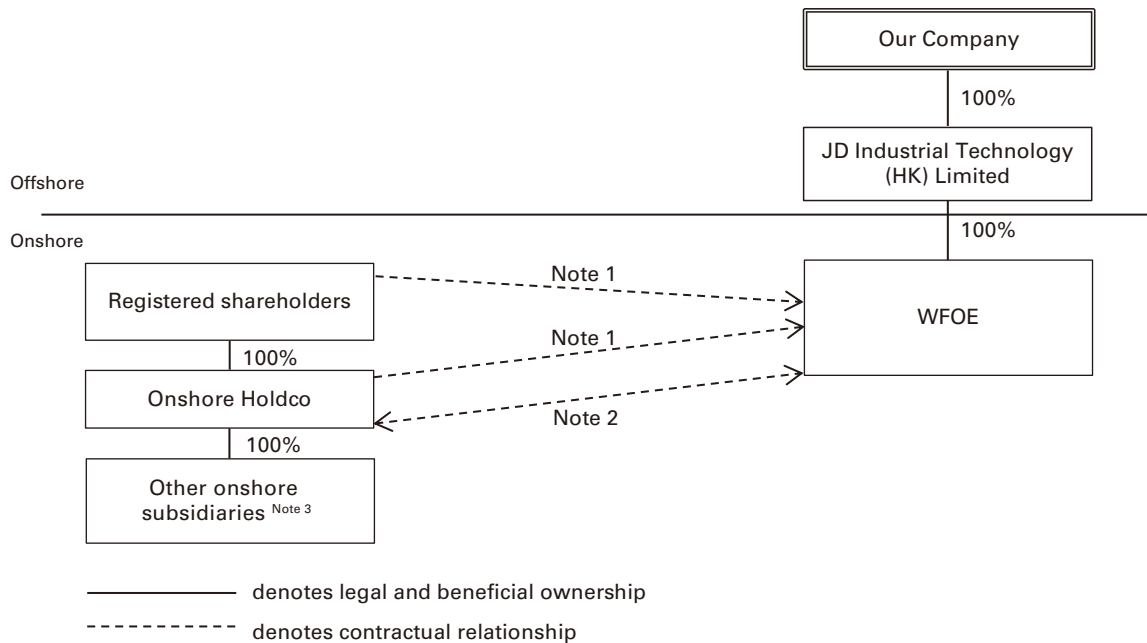 Our Company
100%
JD Industrial Technology
(HK) Limited
Offshore
100%
Onshore
Note 1
Registered shareholders
WFOE
Note 1
100%
Onshore Holdco
Note 2
100%
Other onshore
subsidiaries Note 3
denotes legal and beneficial ownership
denotes contractual relationship